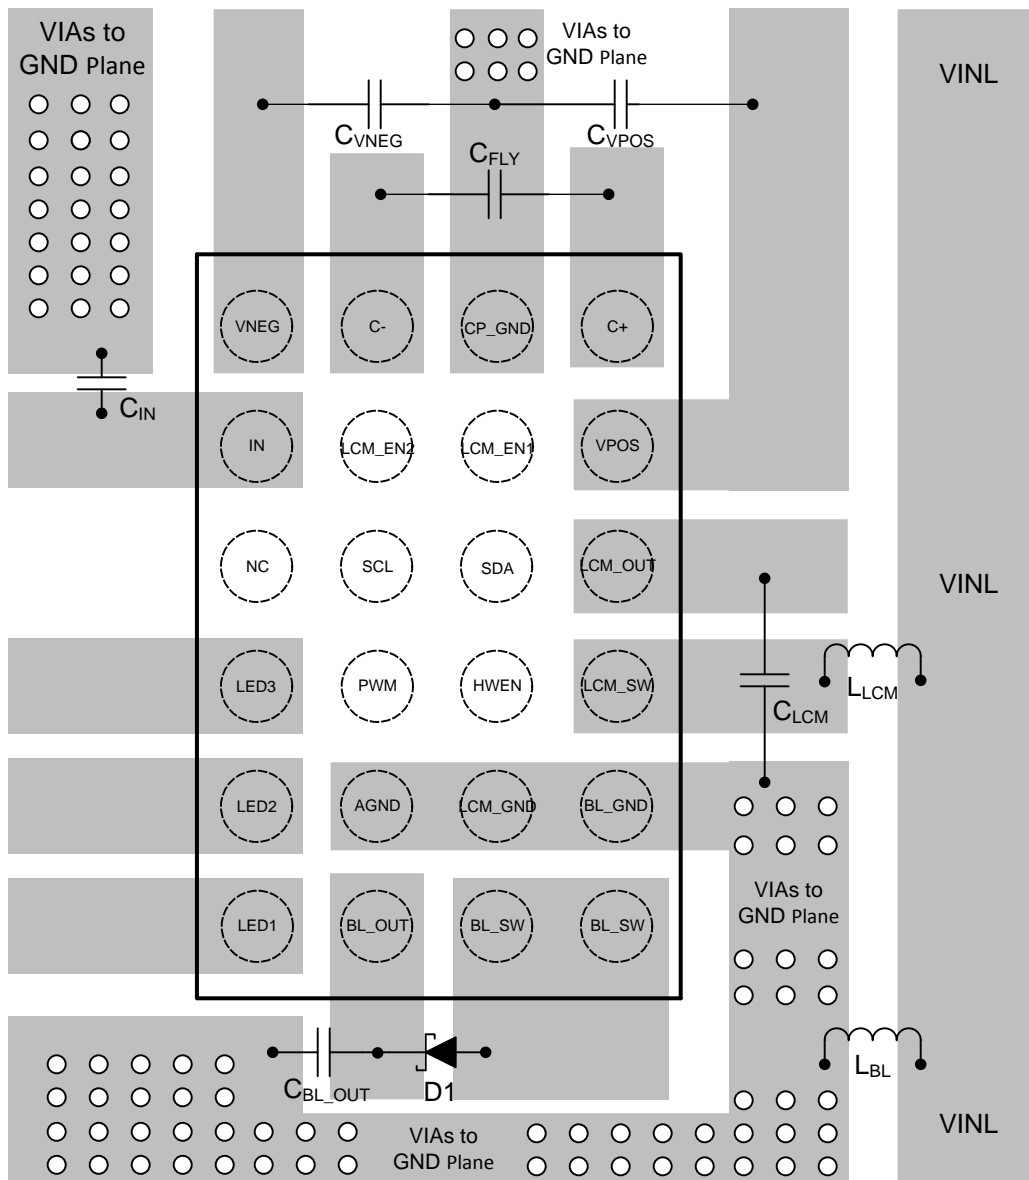 VIAs to
GND Plane
VIAs to
GND Plane
VINL
CVNEG
CVPOS
CFLY
VNEG
C-
CP_GND
C+
CIN
IN
LCM_EN2
LCM_EN1
VPOS
NC
SCL
SDA
LCM_OUT
VINL
LED3
PWM
HWEN
LCM_SW
LLCM
CLCM
LED2
AGND
LCM_GND
BL_GND
VIAs to
GND Plane
LED1
BL_OUT
BL_SW
BL_SW
CBL_OUT
D1
LBL
VINL
VIAs to
GND Plane